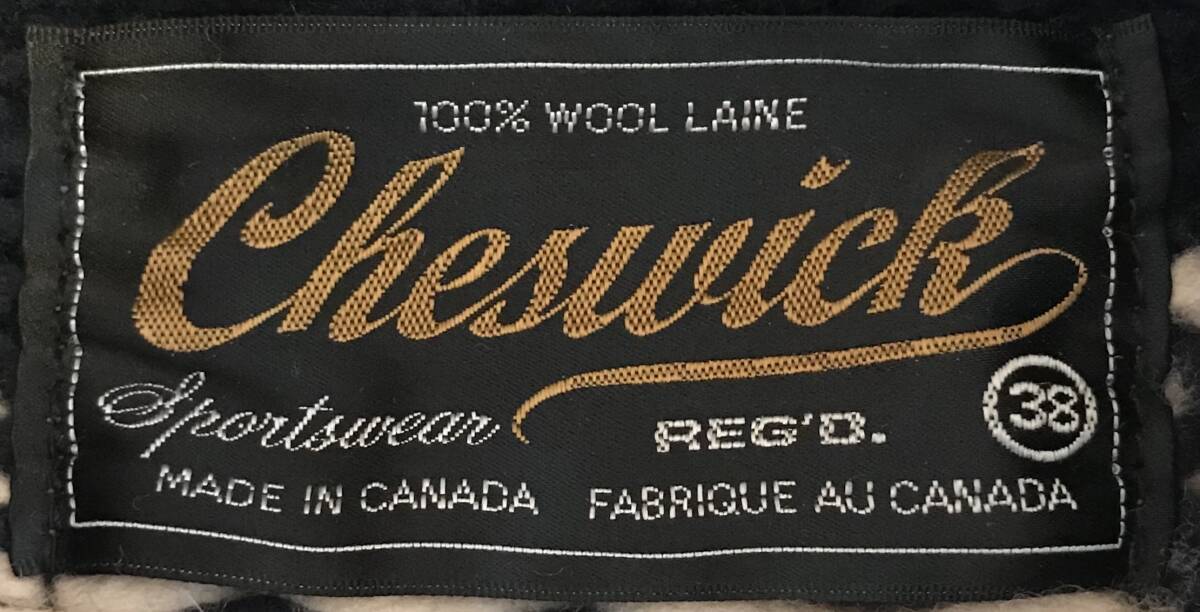 100% WOOL LAINE
Cheswick
Sportswear REG'D. 38
MADE IN CANADA FABRIQUE AU CANADA